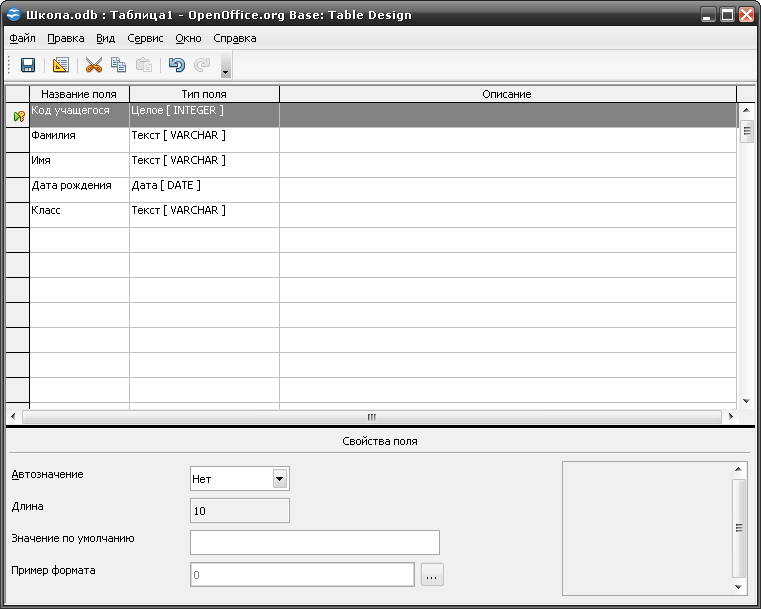 Школа.odb : Таблица1 - OpenOffice.org Base: Table Design
Файл Правка Вид Сервис Окно Справка
Название поля Тип поля Описание
Код учащегося Целое [ INTEGER ]
Фамилия Текст [ VARCHAR ]
Имя Текст [ VARCHAR ]
Дата рождения Дата [ DATE ]
Класс Текст [ VARCHAR ]
Свойства поля
Автозначение Нет
Длина 10
Значение по умолчанию
Пример формата 0 ...